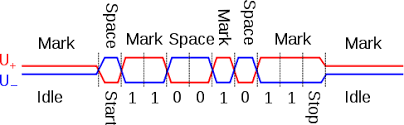 Mark Space Mark Space Mark Space Mark Mark
U+
U−
Idle Start 1 1 0 0 1 0 1 1 Stop Idle